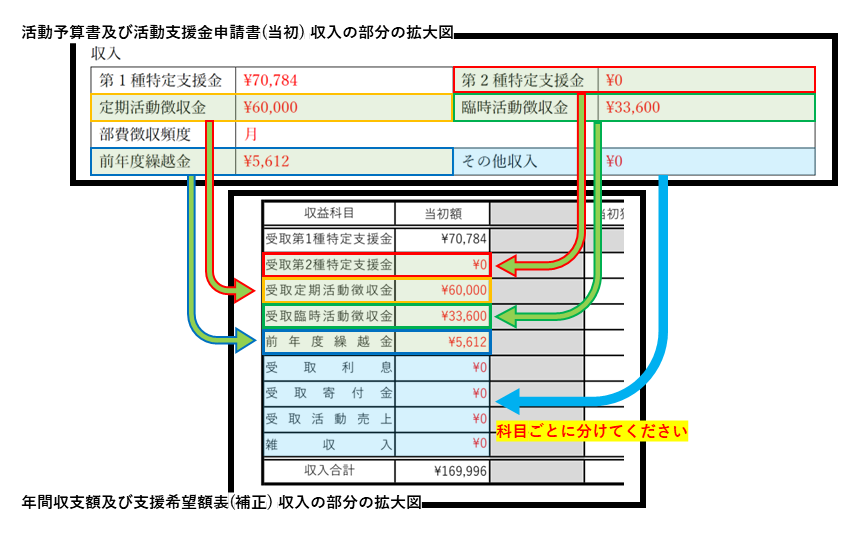 活動予算書及び活動支援金申請書(当初) 収入の部分の拡大図
収入
第1種特定支援金 ¥70,784 第2種特定支援金 ¥0
定期活動徴収金 ¥60,000 臨時活動徴収金 ¥33,600
部費徴収頻度 月
前年度繰越金 ¥5,612 その他収入 ¥0
収益科目 当初額 当初
受取第1種特定支援金 ¥70,784
受取第2種特定支援金 ¥0
受取定期活動徴収金 ¥60,000
受取臨時活動徴収金 ¥33,600
前年度繰越金 ¥5,612
受取利息 ¥0
受取寄付金 ¥0
受取活動売上 ¥0
雑収入 ¥0
収入合計 ¥169,996
科目ごとに分けてください
年間収支額及び支援希望額表(補正) 収入の部分の拡大図